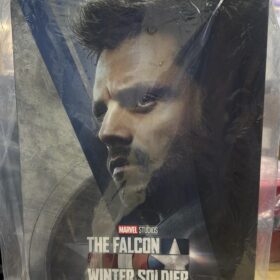 MARVEL STUDIOS
THE FALCON
WINTER SOLDIER